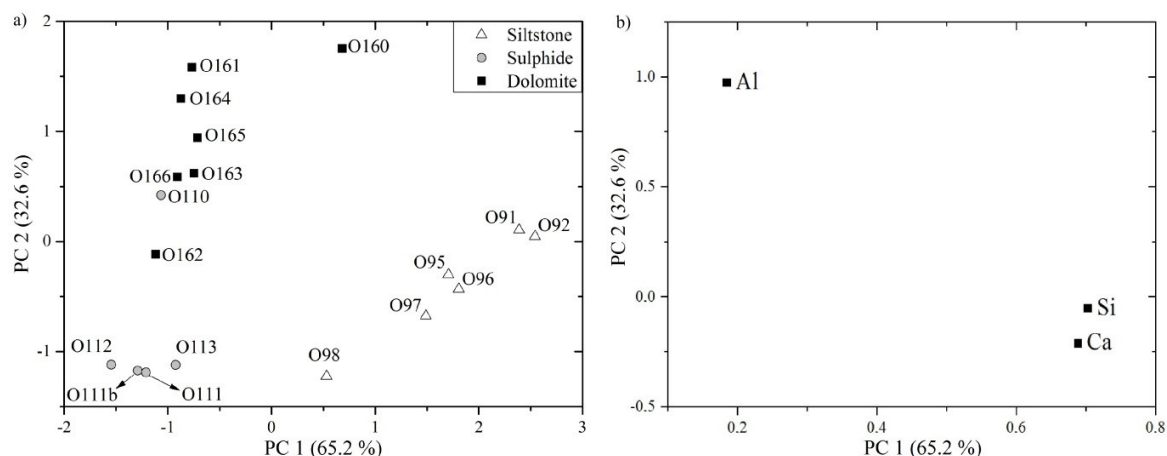 a)
2
1
0
-1
-2
-1
0
1
2
3
PC 2 (32.6 %)
PC 1 (65.2 %)
Siltstone
Sulphide
Dolomite
O160
O161
O164
O165
O166
O163
O110
O162
O91
O92
O95
O96
O97
O98
O112
O113
O111b
O111
b)
1.0
0.5
0.0
-0.5
0.2
0.4
0.6
0.8
PC 2 (32.6 %)
PC 1 (65.2 %)
Al
Si
Ca